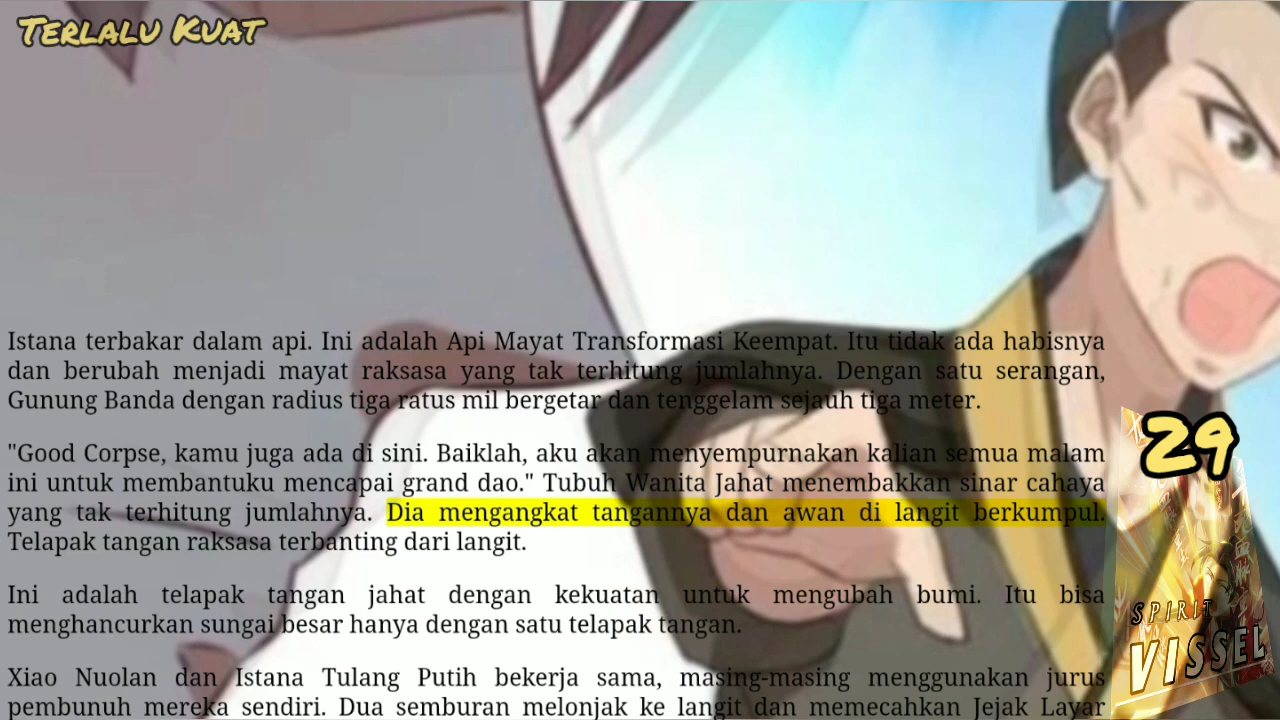 Terlalu Kuat
Istana terbakar dalam api. Ini adalah Api Mayat Transformasi Keempat. Itu tidak ada habisnya
dan berubah menjadi mayat raksasa yang tak terhitung jumlahnya. Dengan satu serangan,
Gunung Banda dengan radius tiga ratus mil bergetar dan tenggelam sejauh tiga meter.
"Good Corpse, kamu juga ada di sini. Baiklah, aku akan menyempurnakan kalian semua malam
ini untuk membantuku mencapai grand dao." Tubuh Wanita Jahat menembakkan sinar cahaya
yang tak terhitung jumlahnya. Dia mengangkat tangannya dan awan di langit berkumpul.
Telapak tangan raksasa terbanting dari langit.
Ini adalah telapak tangan jahat dengan kekuatan untuk mengubah bumi. Itu bisa
menghancurkan sungai besar hanya dengan satu telapak tangan.
Xiao Nuolan dan Istana Tulang Putih bekerja sama, masing-masing menggunakan jurus
pembunuh mereka sendiri. Dua semburan melonjak ke langit dan memecahkan Jejak Layar
29
SPIRIT
VISSEL